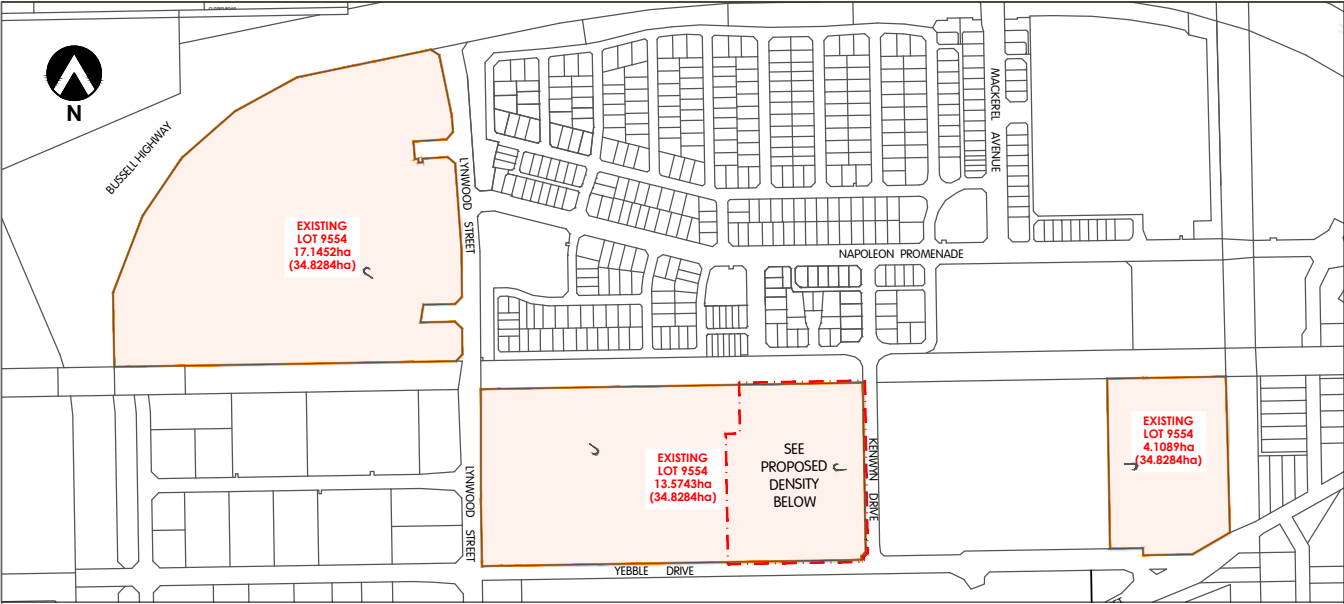 N
BUSSELL HIGHWAY
LYNWOOD STREET
MACKEREL AVENUE
EXISTING
LOT 9554
17.1452ha
(34.8284ha)
NAPOLEON PROMENADE
EXISTING
LOT 9554
4.1089ha
(34.8284ha)
SEE
PROPOSED
DENSITY
BELOW
EXISTING
LOT 9554
13.5743ha
(34.8284ha)
KENWYN DRIVE
LYNWOOD STREET
YEBBLE DRIVE